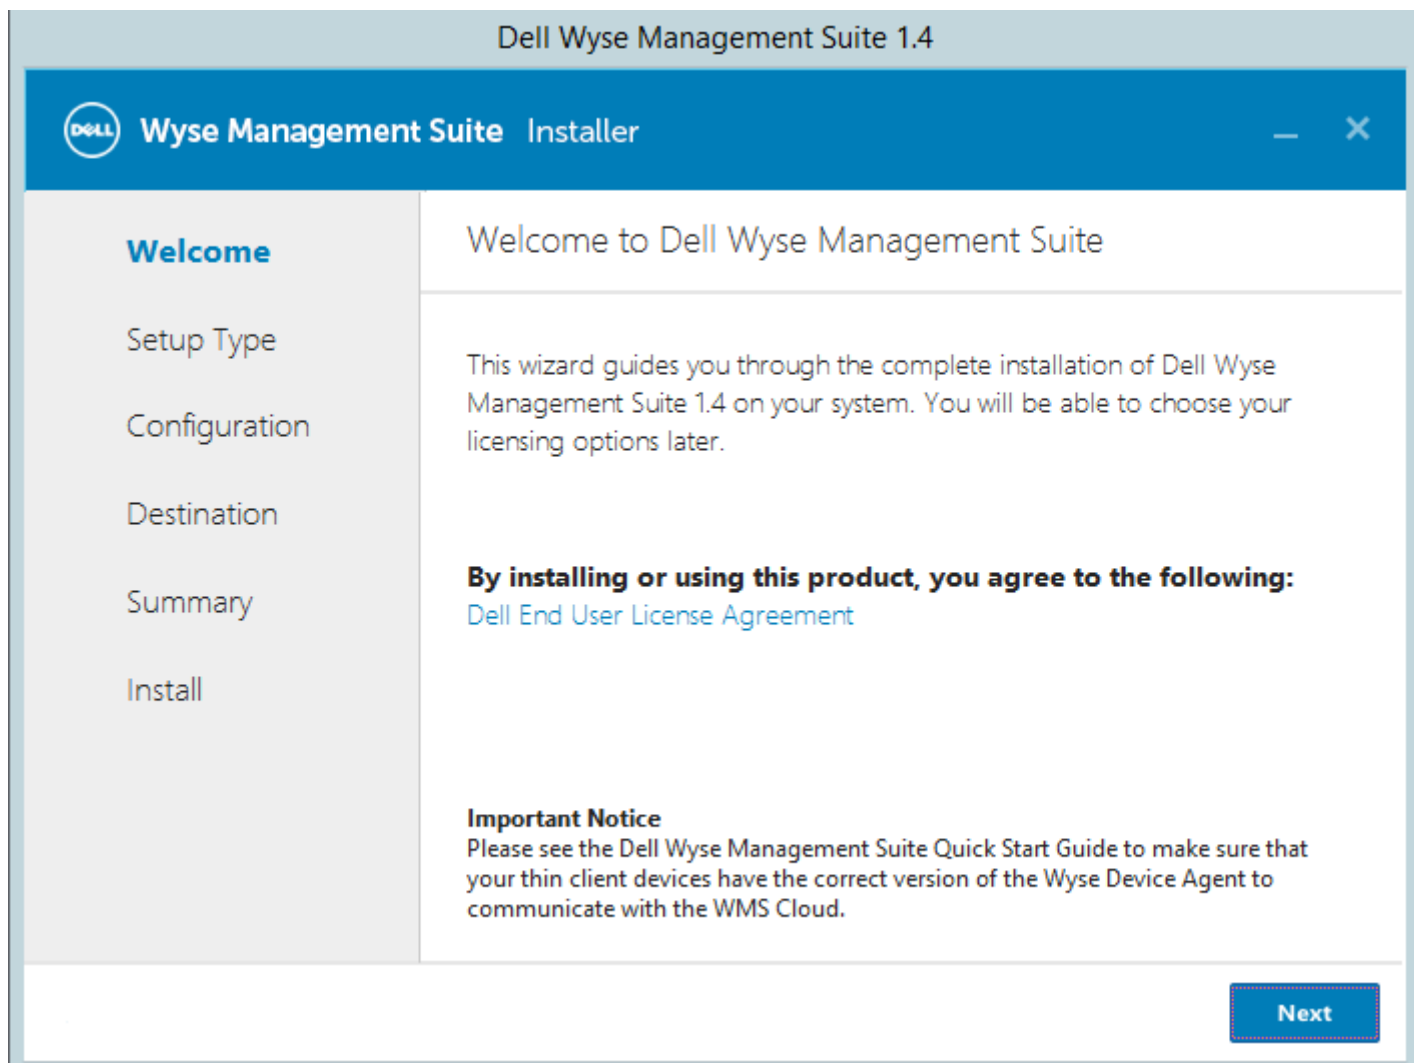 Dell Wyse Management Suite 1.4
DELL Wyse Management Suite Installer
Welcome
Setup Type
Configuration
Destination
Summary
Install
Welcome to Dell Wyse Management Suite
This wizard guides you through the complete installation of Dell Wyse
Management Suite 1.4 on your system. You will be able to choose your
licensing options later.
By installing or using this product, you agree to the following:
Dell End User License Agreement
Important Notice
Please see the Dell Wyse Management Suite Quick Start Guide to make sure that
your thin client devices have the correct version of the Wyse Device Agent to
communicate with the WMS Cloud.
Next